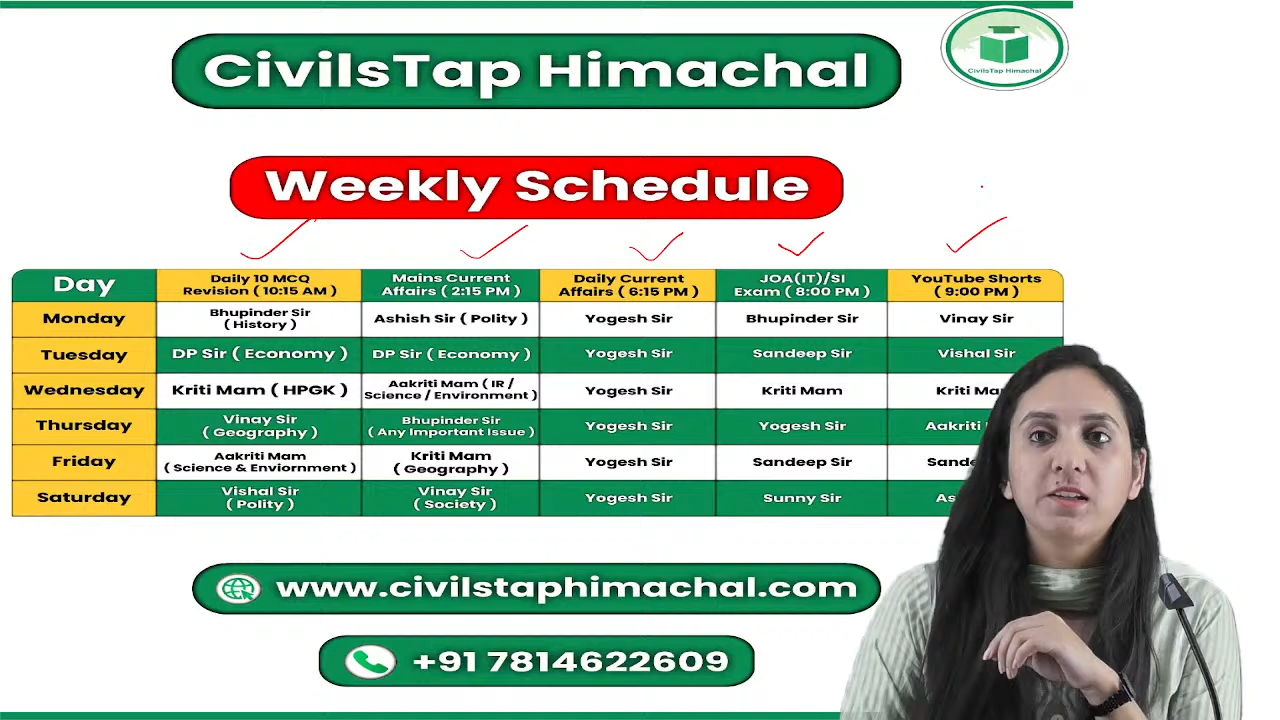 CivilsTap Himachal
CivilsTap Himachal
Weekly Schedule
Day
Daily 10 MCQ
Revision ( 10:15 AM )
Mains Current
Affairs ( 2:15 PM )
Daily Current
Affairs ( 6:15 PM )
JOA(IT)/SI
Exam ( 8:00 PM )
YouTube Shorts
( 9:00 PM )
Monday
Bhupinder Sir
( History )
Ashish Sir ( Polity )
Yogesh Sir
Bhupinder Sir
Vinay Sir
Tuesday
DP Sir ( Economy )
DP Sir ( Economy )
Yogesh Sir
Sandeep Sir
Vishal Sir
Wednesday
Kriti Mam ( HPGK )
Aakriti Mam ( IR /
Science / Environment )
Yogesh Sir
Kriti Mam
Kriti
Thursday
Vinay Sir
( Geography )
Bhupinder Sir
( Any Important Issue )
Yogesh Sir
Yogesh Sir
Aakriti
Friday
Aakriti Mam
( Science & Enviornment )
Kriti Mam
( Geography )
Yogesh Sir
Sandeep Sir
Saturday
Vishal Sir
( Polity )
Vinay Sir
( Society )
Yogesh Sir
Sunny Sir
www.civilstaphimachal.com
+91 7814622609